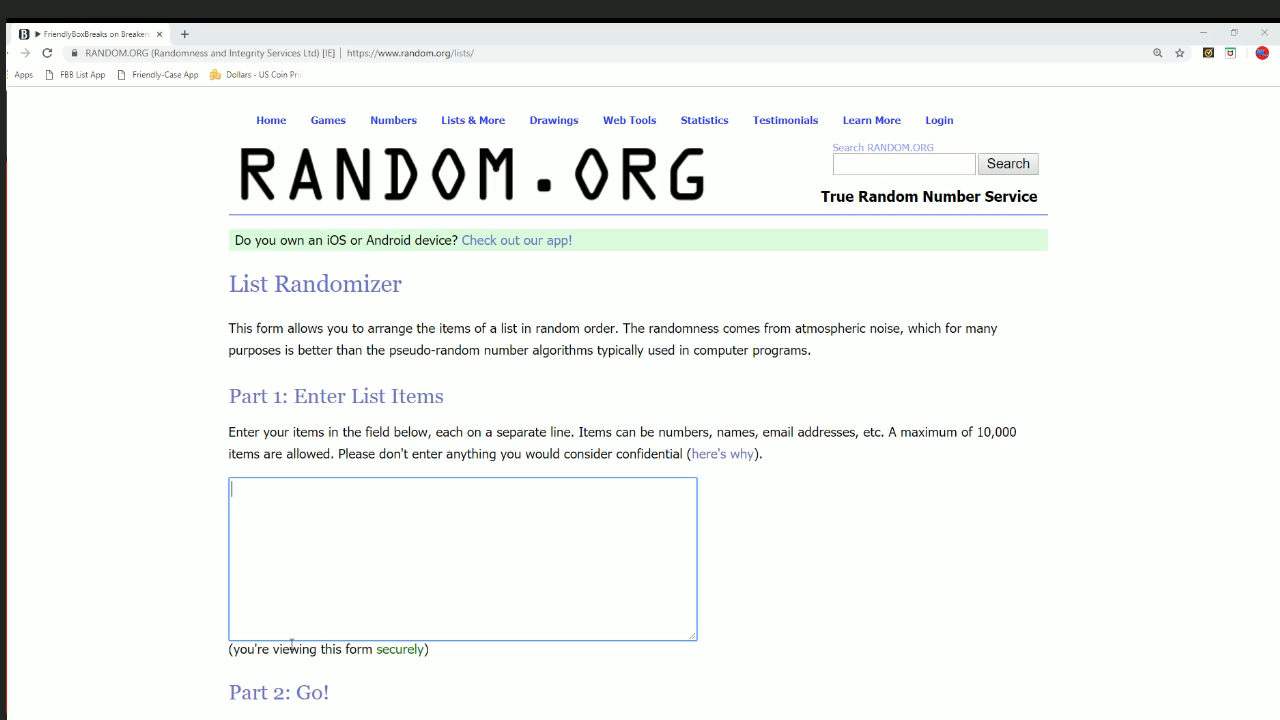 FriendlyBoxBreaks on Breakers
RANDOM.ORG (Randomness and Integrity Services Ltd) [IE] | https://www.random.org/lists/
Apps FBB List App Friendly-Case App Dollars - US Coin Pric
Home Games Numbers Lists & More Drawings Web Tools Statistics Testimonials Learn More Login
RANDOM.ORG
Search RANDOM.ORG
Search
True Random Number Service
Do you own an iOS or Android device? Check out our app!
List Randomizer
This form allows you to arrange the items of a list in random order. The randomness comes from atmospheric noise, which for many
purposes is better than the pseudo-random number algorithms typically used in computer programs.
Part 1: Enter List Items
Enter your items in the field below, each on a separate line. Items can be numbers, names, email addresses, etc. A maximum of 10,000
items are allowed. Please don't enter anything you would consider confidential (here's why).
(you're viewing this form securely)
Part 2: Go!